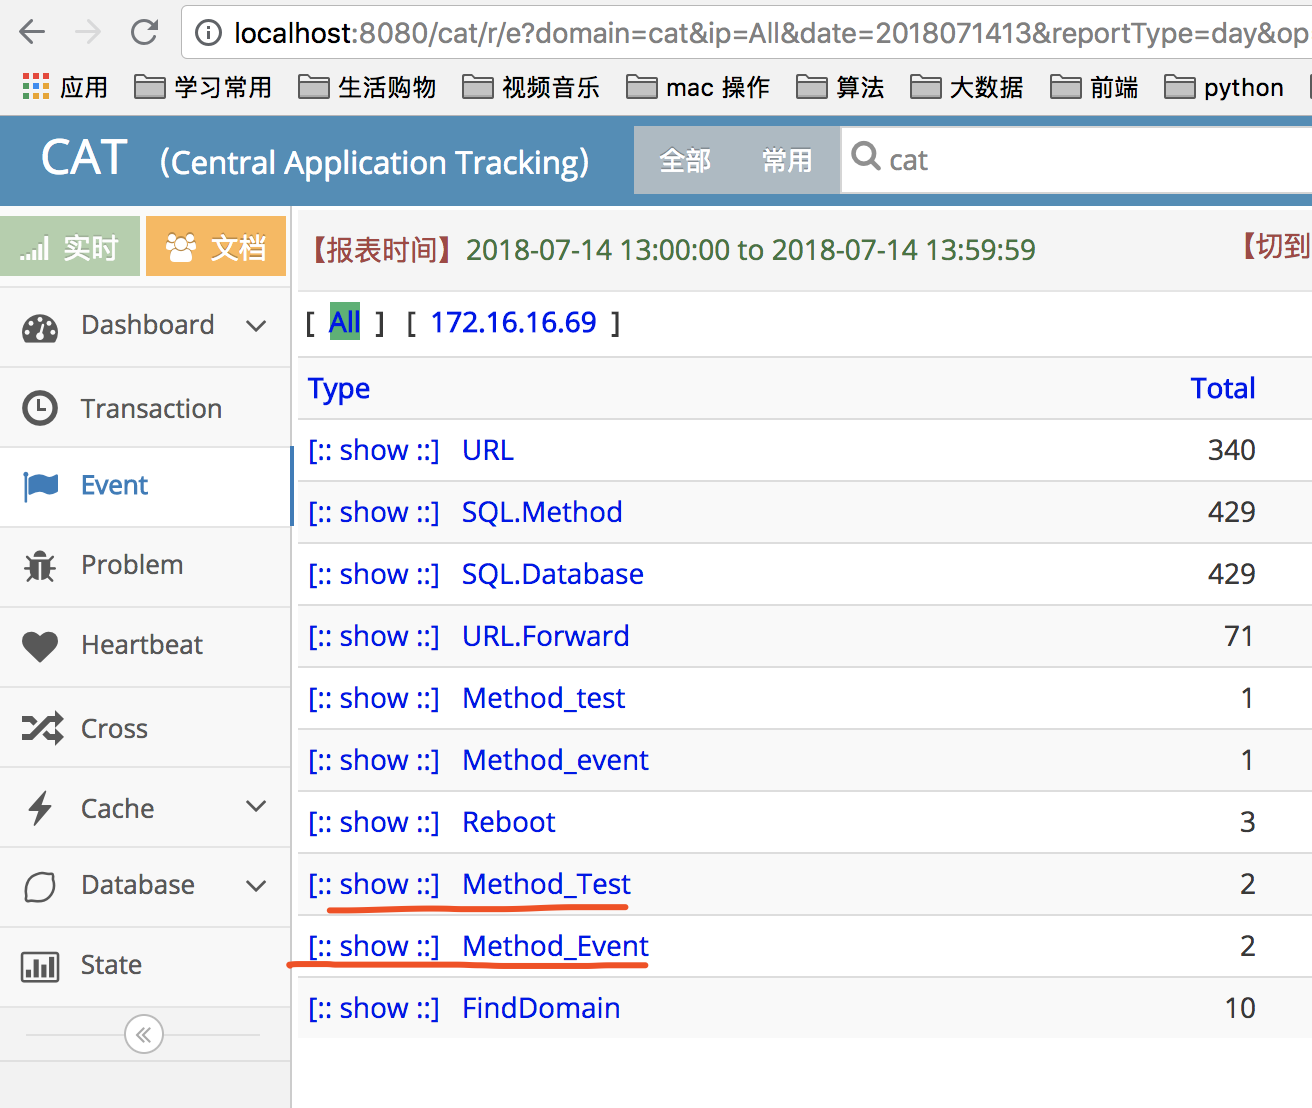 localhost:8080/cat/r/e?domain=cat&ip=All&date=2018071413&reportType=day&op
应用 学习常用 生活购物 视频音乐 mac 操作 算法 大数据 前端 python
CAT (Central Application Tracking) 全部 常用 cat
实时 文档
【报表时间】2018-07-14 13:00:00 to 2018-07-14 13:59:59 【切到
[ All ] [ 172.16.16.69 ]
Dashboard
Transaction
Event
Problem
Heartbeat
Cross
Cache
Database
State
Type Total
[:: show ::] URL 340
[:: show ::] SQL.Method 429
[:: show ::] SQL.Database 429
[:: show ::] URL.Forward 71
[:: show ::] Method_test 1
[:: show ::] Method_event 1
[:: show ::] Reboot 3
[:: show ::] Method_Test 2
[:: show ::] Method_Event 2
[:: show ::] FindDomain 10